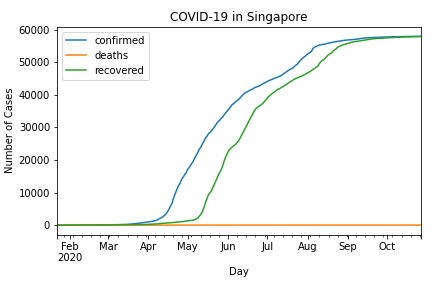 COVID-19 in Singapore
60000
50000
40000
30000
20000
10000
0
Number of Cases
confirmed
deaths
recovered
Feb Mar Apr May Jun Jul Aug Sep Oct
2020
Day